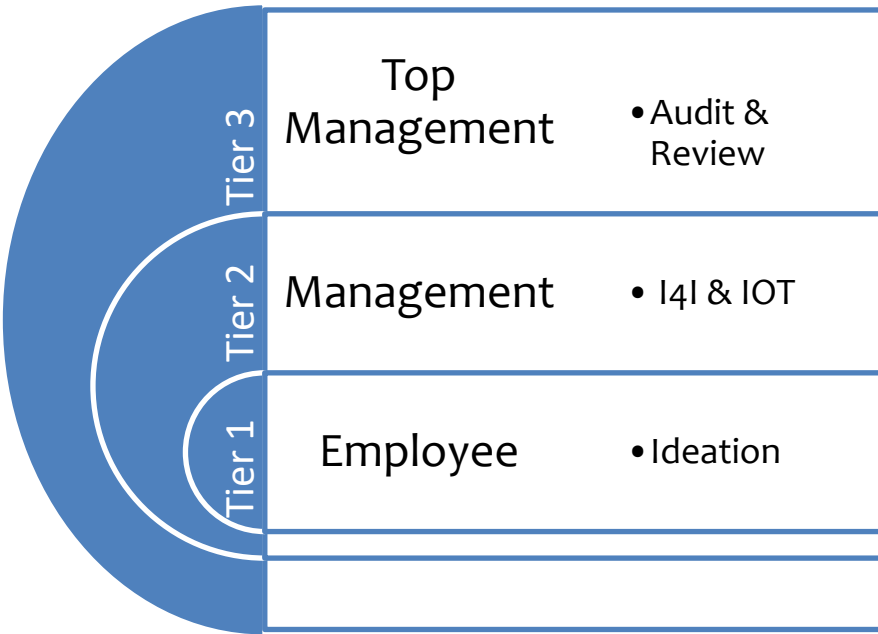 Tier 3
Top
Management
•Audit &
Review
Tier 2
Management
• I4I & IOT
Tier 1
Employee
•Ideation